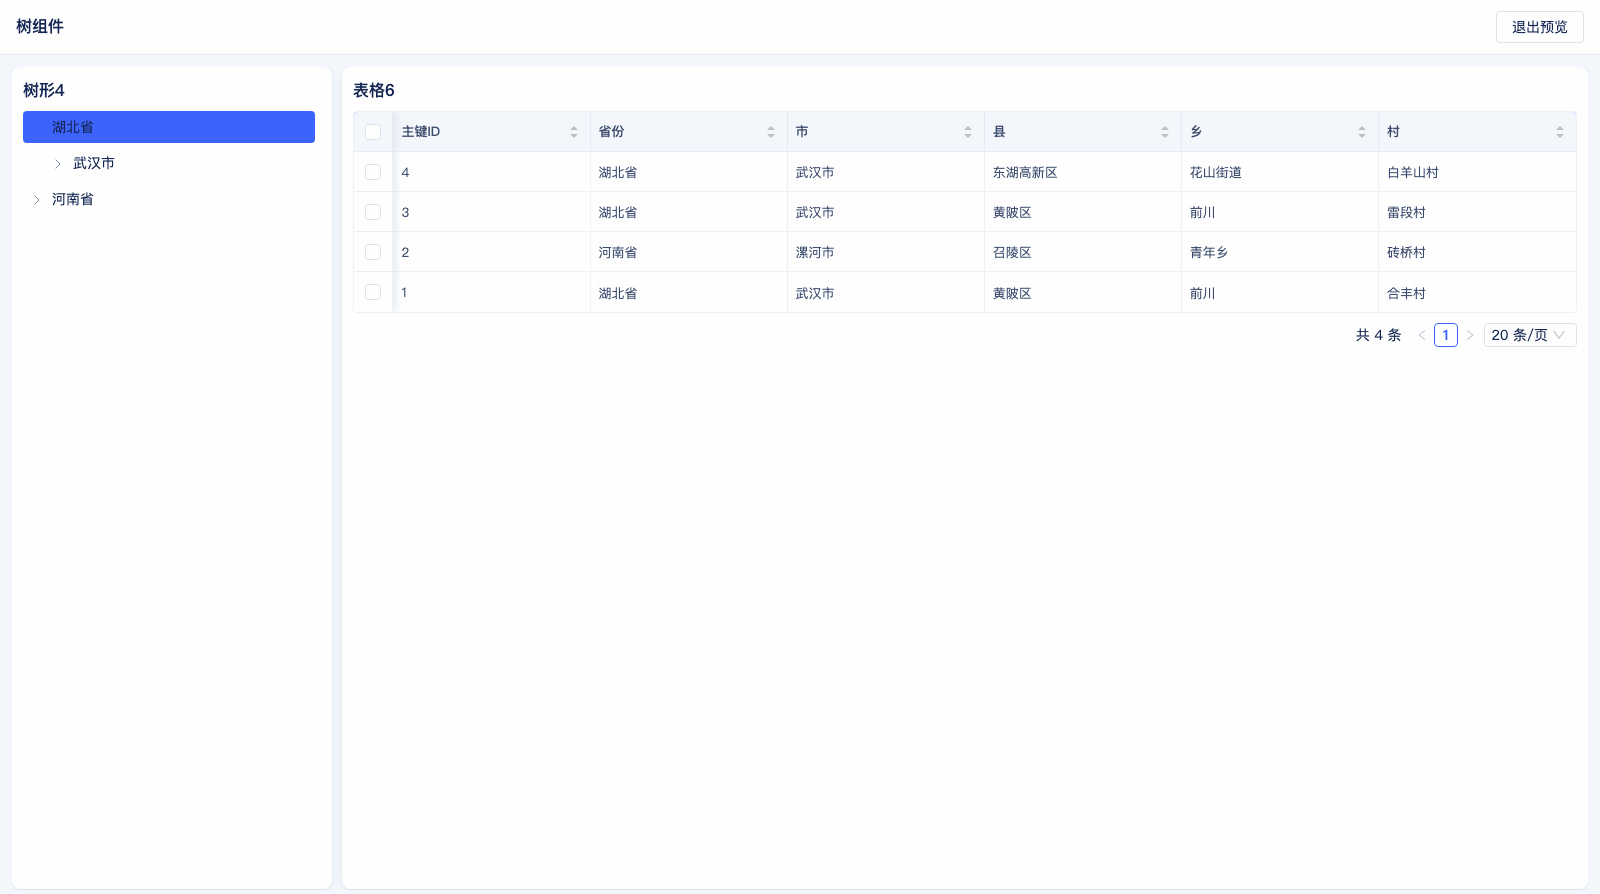 树组件
退出预览
树形4
湖北省
武汉市
河南省
表格6
主键ID 省份 市 县 乡 村
4 湖北省 武汉市 东湖高新区 花山街道 白羊山村
3 湖北省 武汉市 黄陂区 前川 雷段村
2 河南省 漯河市 召陵区 青年乡 砖桥村
1 湖北省 武汉市 黄陂区 前川 合丰村
共 4 条 1 20 条/页